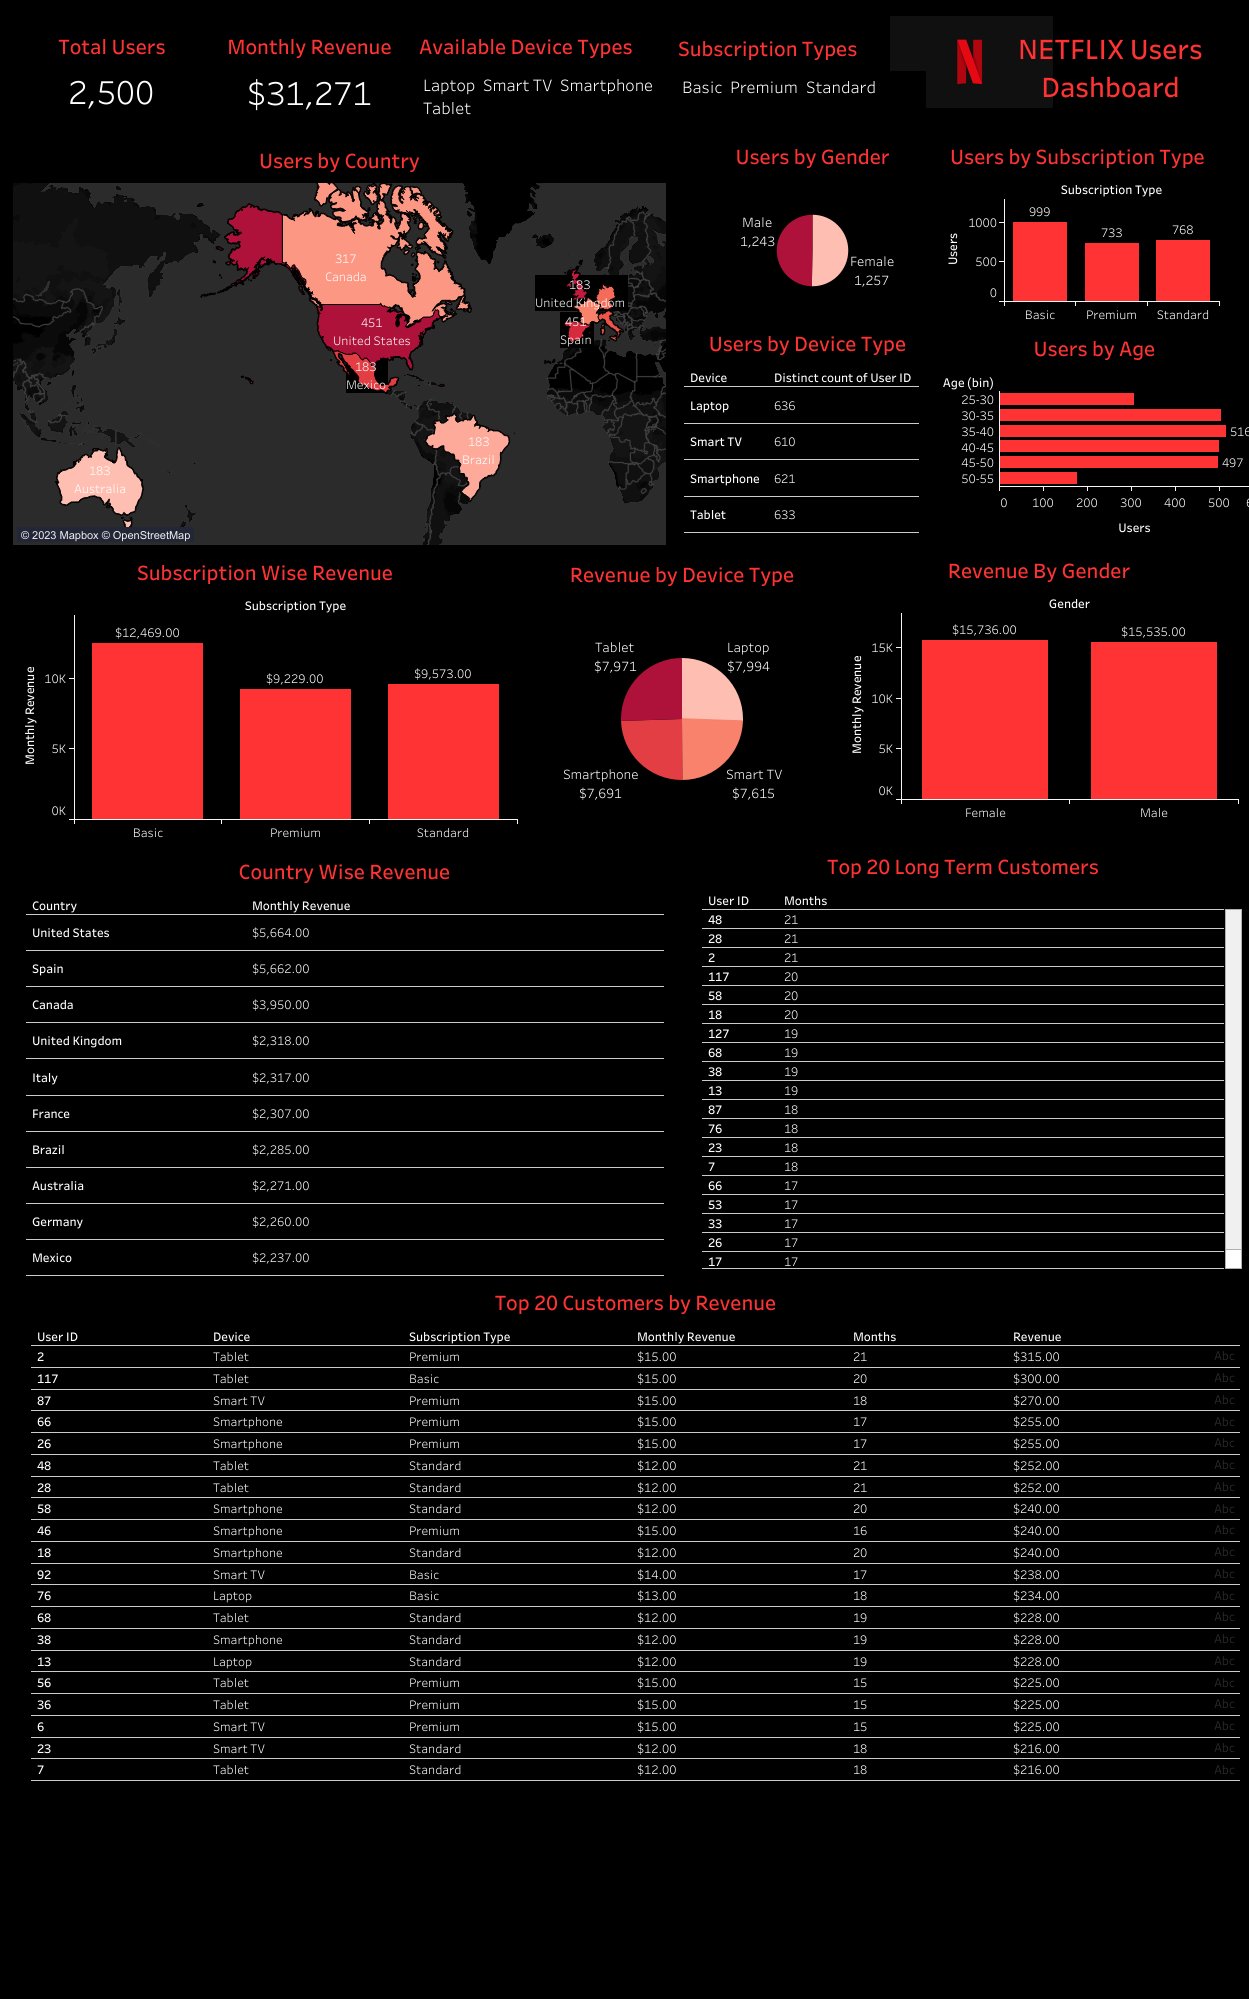 Total Users
2,500
Monthly Revenue
$31,271
Available Device Types
Laptop Smart TV Smartphone
Tablet
Subscription Types
Basic Premium Standard
N
NETFLIX Users
Dashboard
Users by Country
317
Canada
451
United States
183
Mexico
183
United Kingdom
451
Spain
183
Brazil
183
Australia
© 2023 Mapbox © OpenStreetMap
Users by Gender
Male
1,243
Female
1,257
Users by Subscription Type
Subscription Type
Users
1000
500
0
999
733
768
Basic Premium Standard
Users by Device Type
Device Distinct count of User ID
Laptop 636
Smart TV 610
Smartphone 621
Tablet 633
Users by Age
Age (bin)
25-30
30-35
35-40 516
40-45
45-50 497
50-55
0 100 200 300 400 500
Users
Subscription Wise Revenue
Subscription Type
Monthly Revenue
10K
5K
0K
$12,469.00
$9,229.00
$9,573.00
Basic Premium Standard
Revenue by Device Type
Tablet
$7,971
Laptop
$7,994
Smartphone
$7,691
Smart TV
$7,615
Revenue By Gender
Gender
Monthly Revenue
15K
10K
5K
0K
$15,736.00
$15,535.00
Female Male
Country Wise Revenue
Country Monthly Revenue
United States $5,664.00
Spain $5,662.00
Canada $3,950.00
United Kingdom $2,318.00
Italy $2,317.00
France $2,307.00
Brazil $2,285.00
Australia $2,271.00
Germany $2,260.00
Mexico $2,237.00
Top 20 Long Term Customers
User ID Months
48 21
28 21
2 21
117 20
58 20
18 20
127 19
68 19
38 19
13 19
87 18
76 18
23 18
7 18
66 17
53 17
33 17
26 17
17 17
Top 20 Customers by Revenue
User ID Device Subscription Type Monthly Revenue Months Revenue
2 Tablet Premium $15.00 21 $315.00 Abc
117 Tablet Basic $15.00 20 $300.00 Abc
87 Smart TV Premium $15.00 18 $270.00 Abc
66 Smartphone Premium $15.00 17 $255.00 Abc
26 Smartphone Premium $15.00 17 $255.00 Abc
48 Tablet Standard $12.00 21 $252.00 Abc
28 Tablet Standard $12.00 21 $252.00 Abc
58 Smartphone Standard $12.00 20 $240.00 Abc
46 Smartphone Premium $15.00 16 $240.00 Abc
18 Smartphone Standard $12.00 20 $240.00 Abc
92 Smart TV Basic $14.00 17 $238.00 Abc
76 Laptop Basic $13.00 18 $234.00 Abc
68 Tablet Standard $12.00 19 $228.00 Abc
38 Smartphone Standard $12.00 19 $228.00 Abc
13 Laptop Standard $12.00 19 $228.00 Abc
56 Tablet Premium $15.00 15 $225.00 Abc
36 Tablet Premium $15.00 15 $225.00 Abc
6 Smart TV Premium $15.00 15 $225.00 Abc
23 Smart TV Standard $12.00 18 $216.00 Abc
7 Tablet Standard $12.00 18 $216.00 Abc